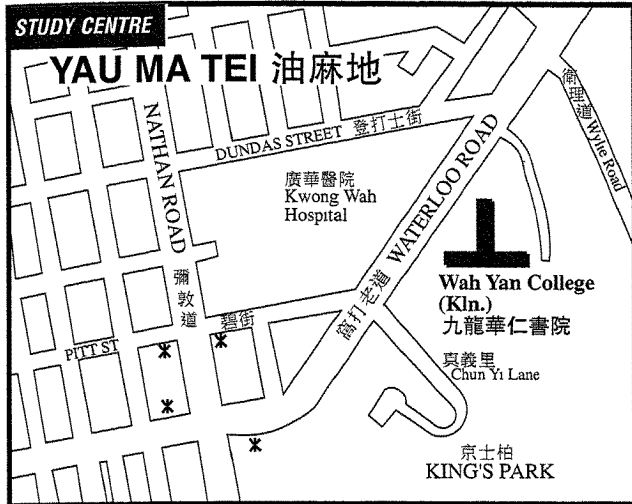 STUDY CENTRE
YAU MA TEI 油麻地
衛理道 Wylie Road
NATHAN ROAD
DUNDAS STREET 登打士街
廣華醫院
Kwong Wah
Hospital
窩打老道 WATERLOO ROAD
Wah Yan College
(Kln.)
九龍華仁書院
彌敦道
碧街
PITT ST
真義里
Chun Yi Lane
京士柏
KING'S PARK